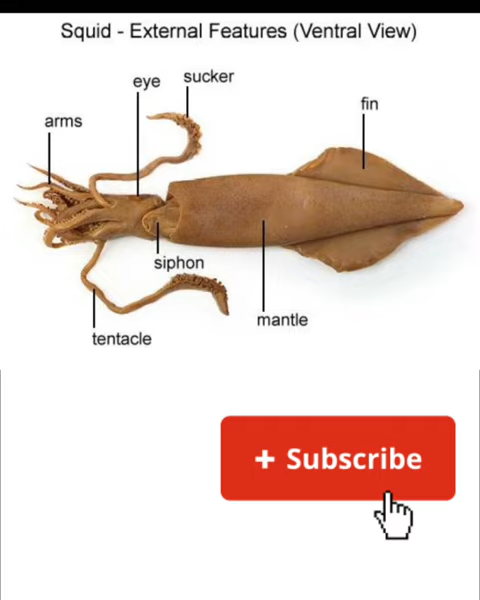 Squid - External Features (Ventral View)
eye
sucker
fin
arms
siphon
mantle
tentacle
+ Subscribe